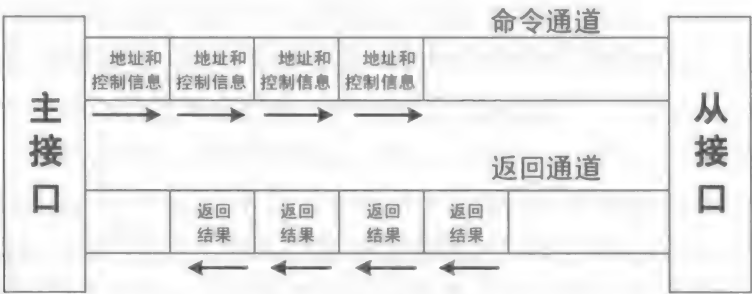 命令通道
地址和 地址和 地址和 地址和
控制信息 控制信息 控制信息 控制信息
主接口
从接口
返回通道
返回 返回 返回 返回
结果 结果 结果 结果